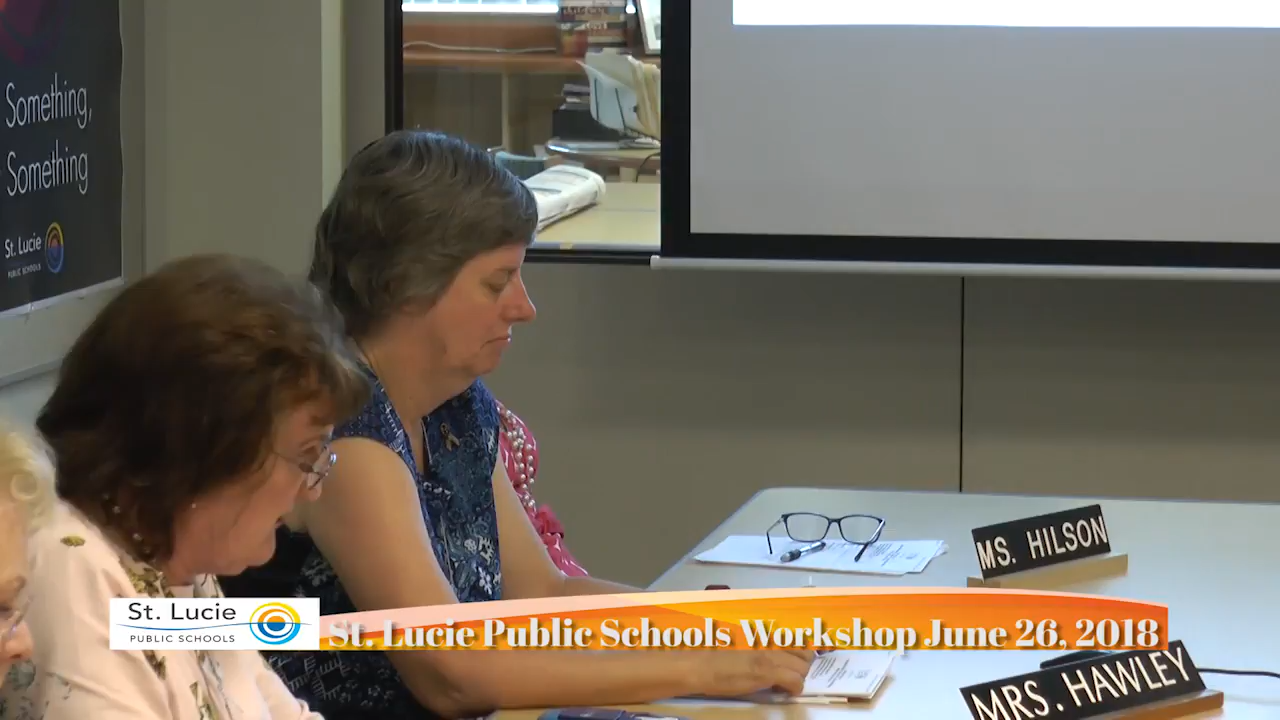 Something,
Something
St. Lucie
PUBLIC SCHOOLS
MS. HILSON
St. Lucie
PUBLIC SCHOOLS
St. Lucie Public Schools Workshop June 26, 2018
MRS. HAWLEY